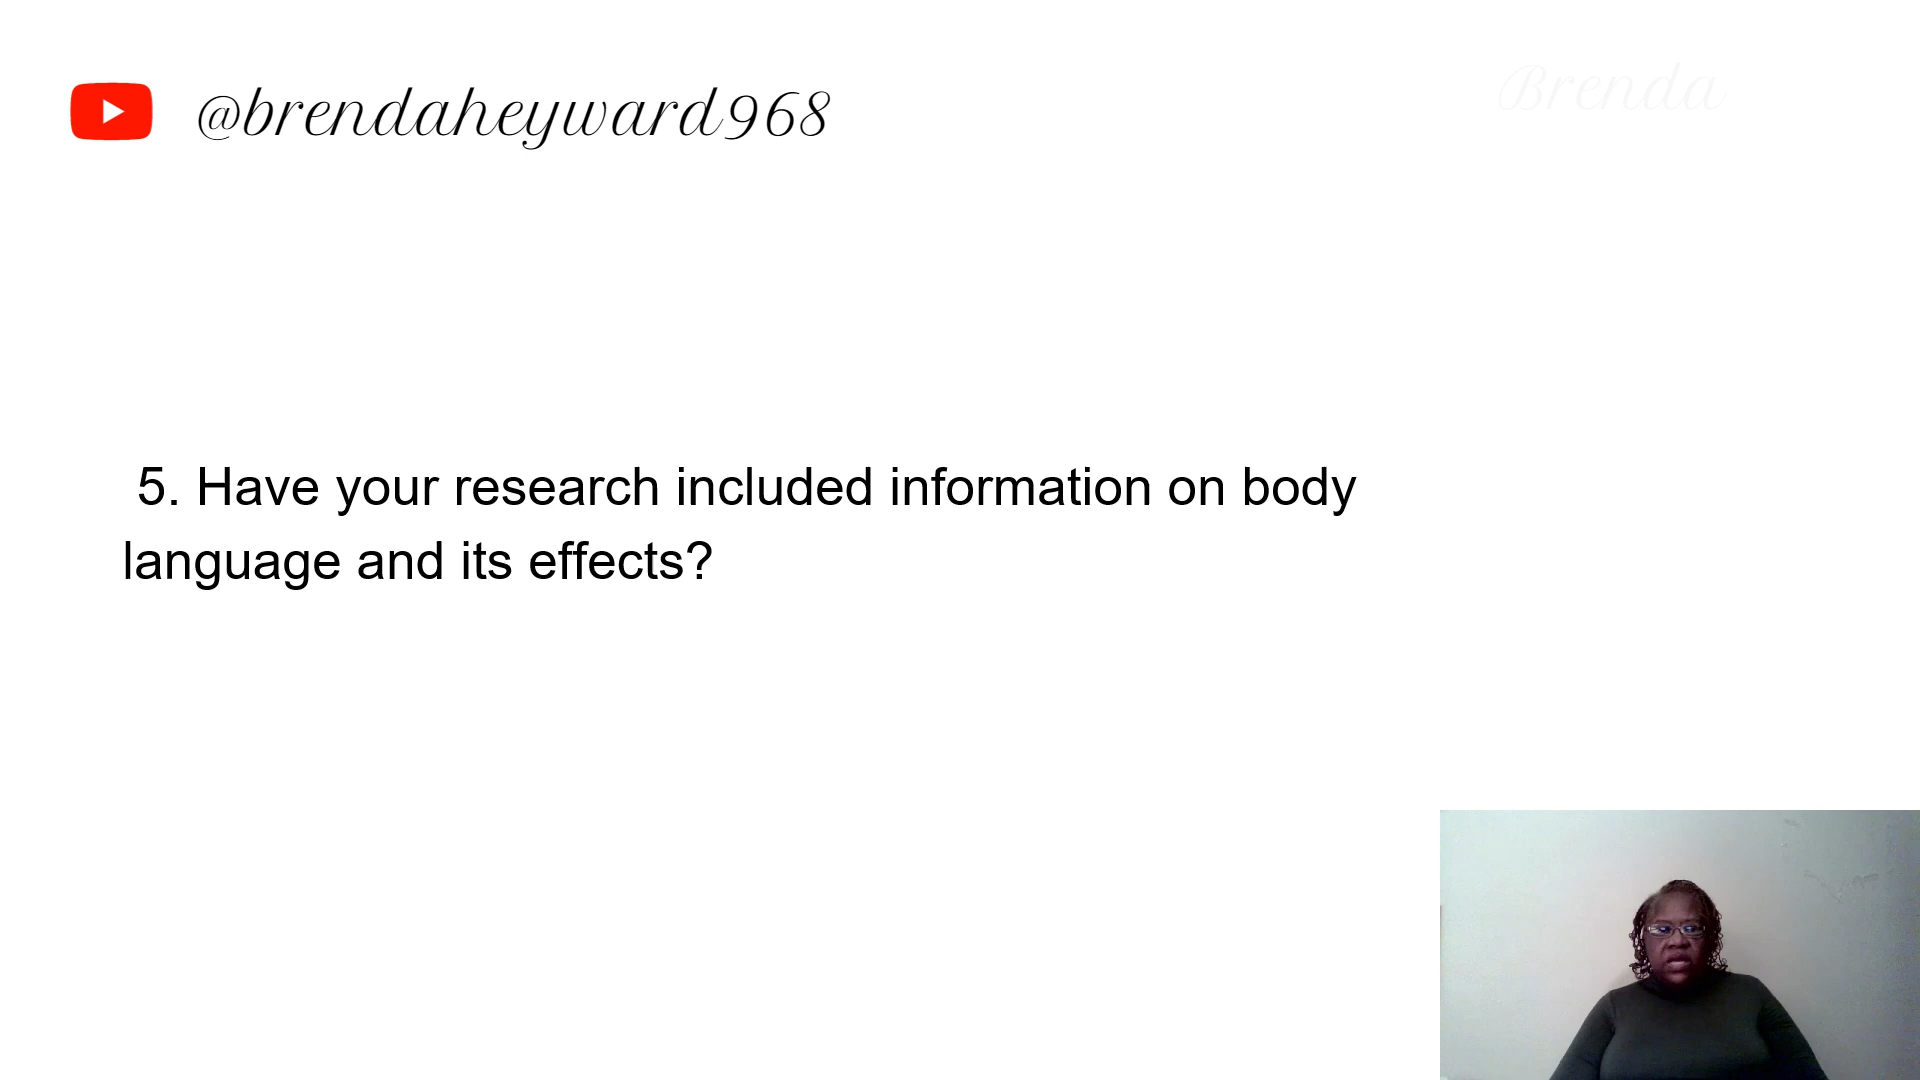 @brendaheyward968
Brenda
5. Have your research included information on body
language and its effects?